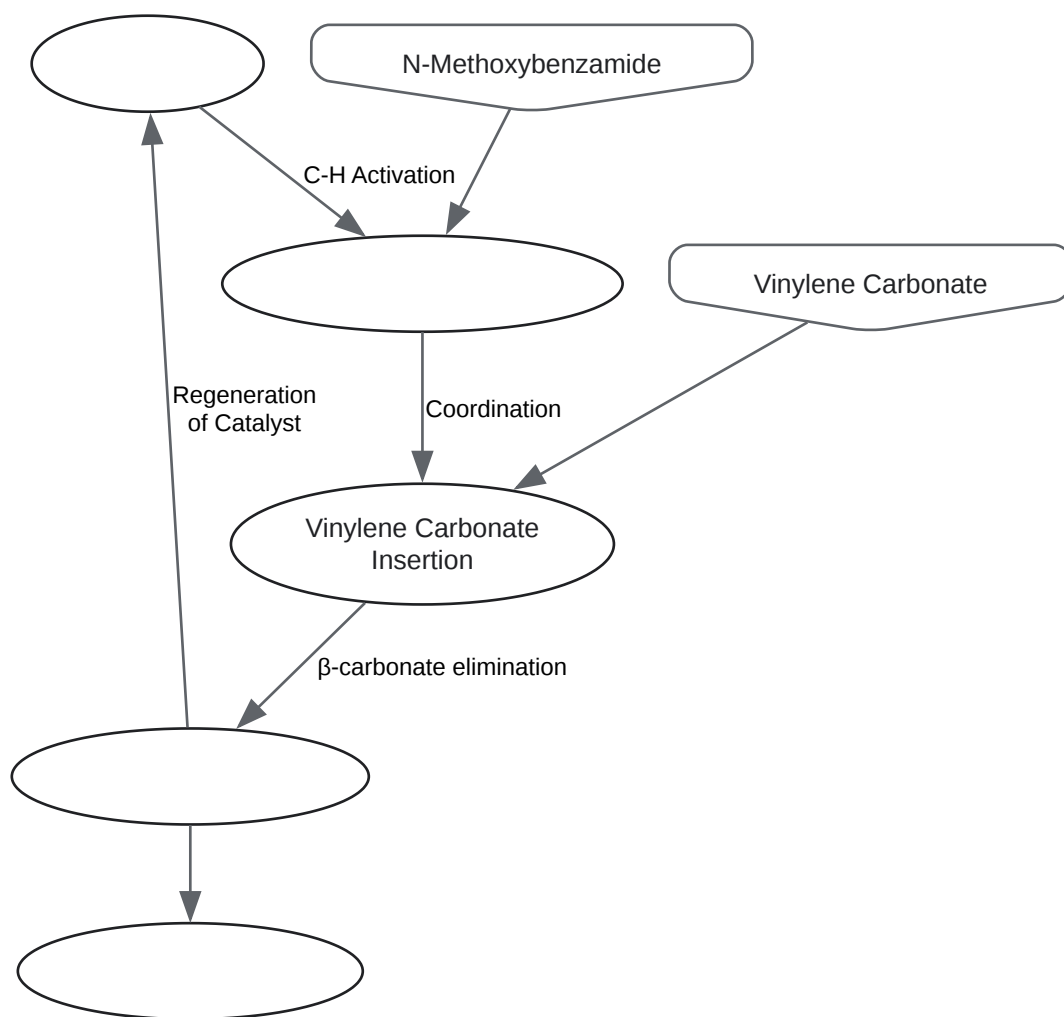 N-Methoxybenzamide
C-H Activation
Vinylene Carbonate
Regeneration
of Catalyst
Coordination
Vinylene Carbonate
Insertion
β-carbonate elimination